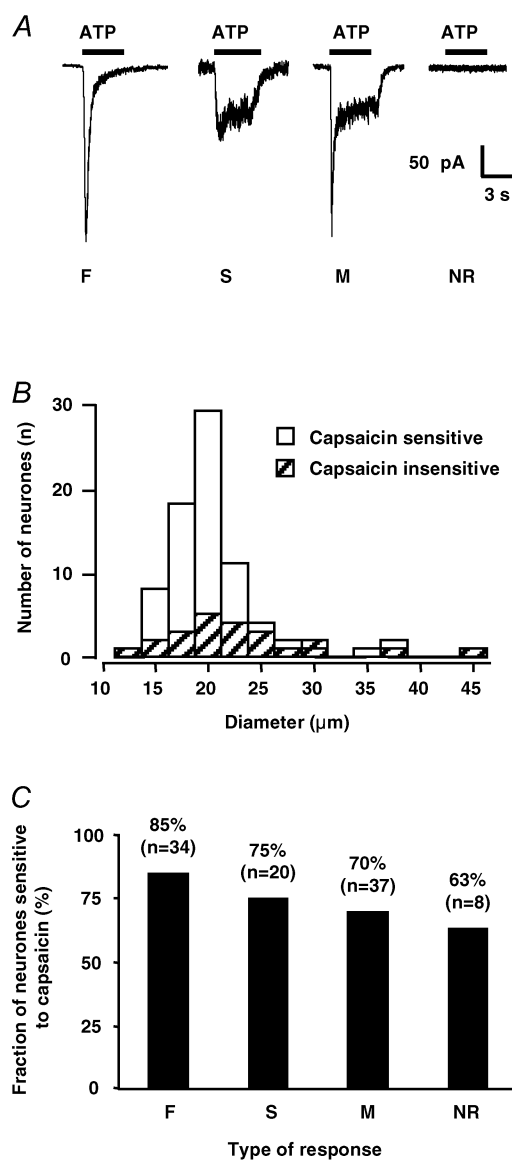 A
ATP ATP ATP ATP
50 pA
3 s
F S M NR
B
30
20
10
0
Number of neurones (n)
Capsaicin sensitive
Capsaicin insensitive
10 15 20 25 30 35 40 45
Diameter (μm)
C
100
75
50
25
0
Fraction of neurones sensitive
to capsaicin (%)
85%
(n=34)
75%
(n=20)
70%
(n=37)
63%
(n=8)
F S M NR
Type of response